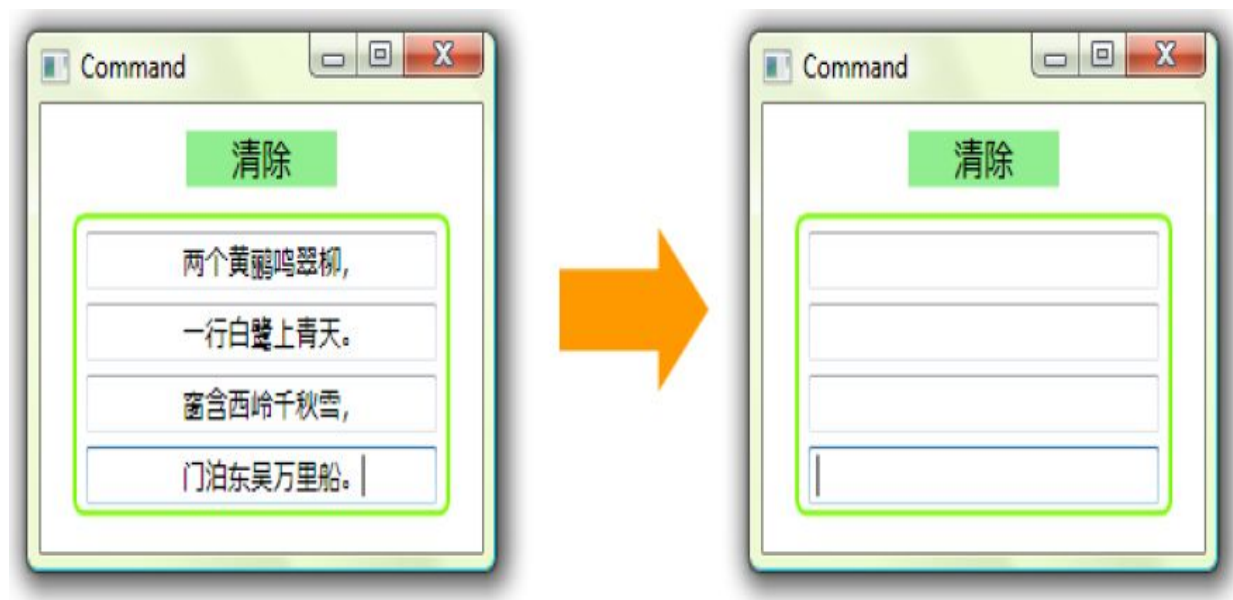 Command
清除
两个黄鹂鸣翠柳,
一行白鹭上青天。
窗含西岭千秋雪,
门泊东吴万里船。
Command
清除